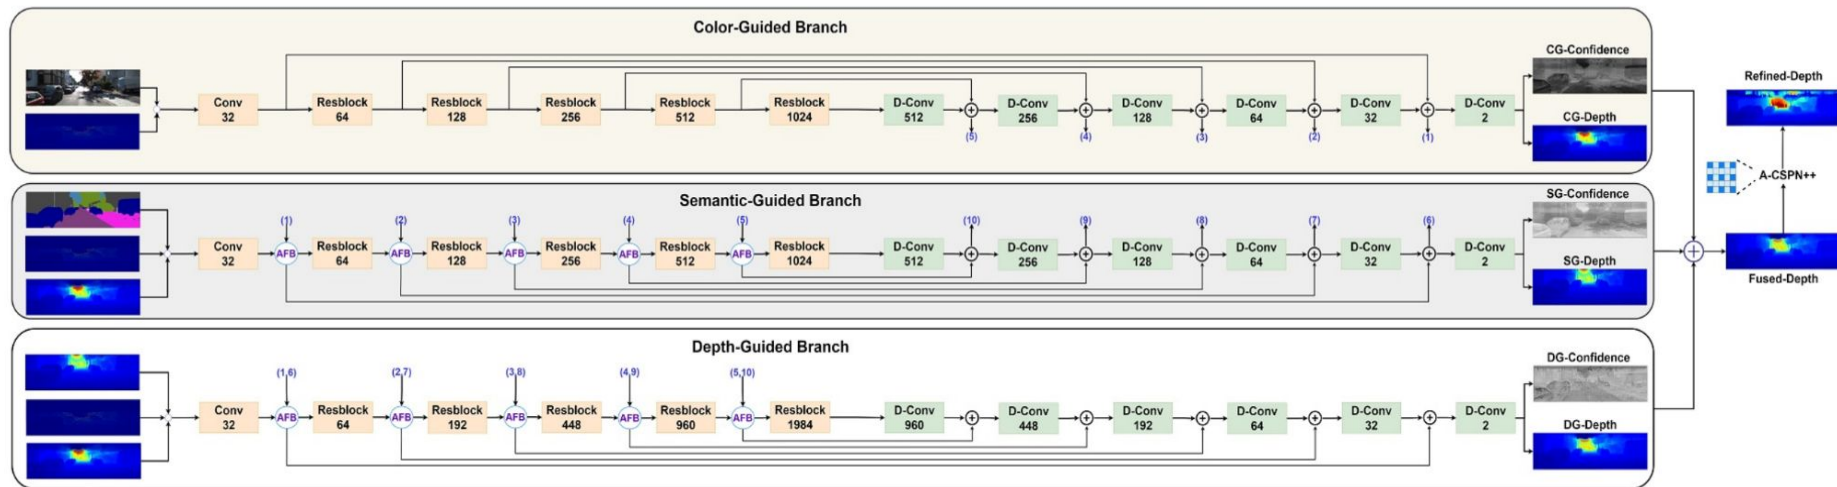 Color-Guided Branch
CG-Confidence
Conv
32
Resblock
64
Resblock
128
Resblock
256
Resblock
512
Resblock
1024
D-Conv
512
D-Conv
256
D-Conv
128
D-Conv
64
D-Conv
32
D-Conv
2
(5)
(4)
(3)
(2)
(1)
CG-Depth
Semantic-Guided Branch
SG-Confidence
(1)
(2)
(3)
(4)
(5)
(10)
(9)
(8)
(7)
(6)
Conv
32
AFB
Resblock
64
AFB
Resblock
128
AFB
Resblock
256
AFB
Resblock
512
AFB
Resblock
1024
D-Conv
512
D-Conv
256
D-Conv
128
D-Conv
64
D-Conv
32
D-Conv
2
SG-Depth
Depth-Guided Branch
DG-Confidence
(1,6)
(2,7)
(3,8)
(4,9)
(5,10)
Conv
32
AFB
Resblock
64
AFB
Resblock
192
AFB
Resblock
448
AFB
Resblock
960
AFB
Resblock
1984
D-Conv
960
D-Conv
448
D-Conv
192
D-Conv
64
D-Conv
32
D-Conv
2
DG-Depth
Refined-Depth
A-CSPN++
Fused-Depth